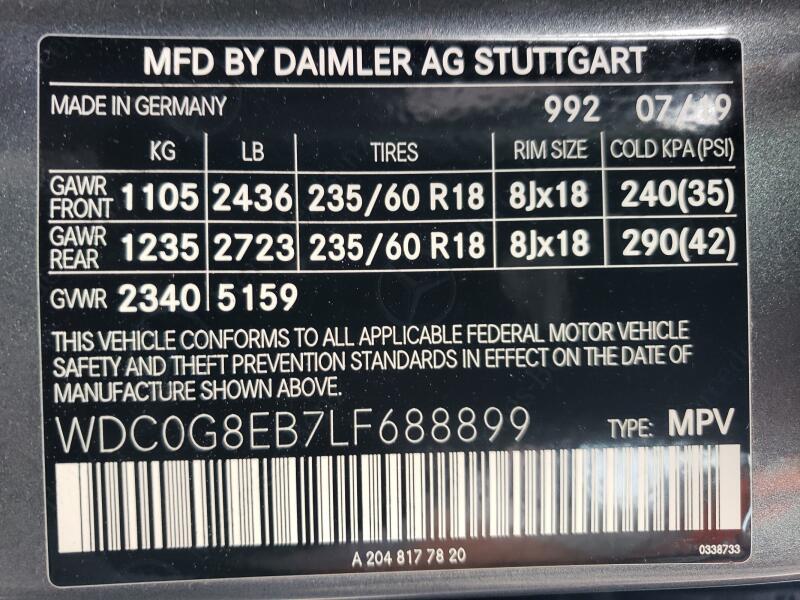 MFD BY DAIMLER AG STUTTGART
MADE IN GERMANY 992
KG LB TIRES RIM SIZE COLD KPA (PSI)
GAWR FRONT 1105 2436 235/60 R18 8Jx18 240(35)
GAWR REAR 1235 2723 235/60 R18 8Jx18 290(42)
GVWR 2340 5159
THIS VEHICLE CONFORMS TO ALL APPLICABLE FEDERAL MOTOR VEHICLE
SAFETY AND THEFT PREVENTION STANDARDS IN EFFECT ON THE DATE OF
MANUFACTURE SHOWN ABOVE.
WDC0G8EB7LF688899 TYPE: MPV
A 204 817 78 20 0338733